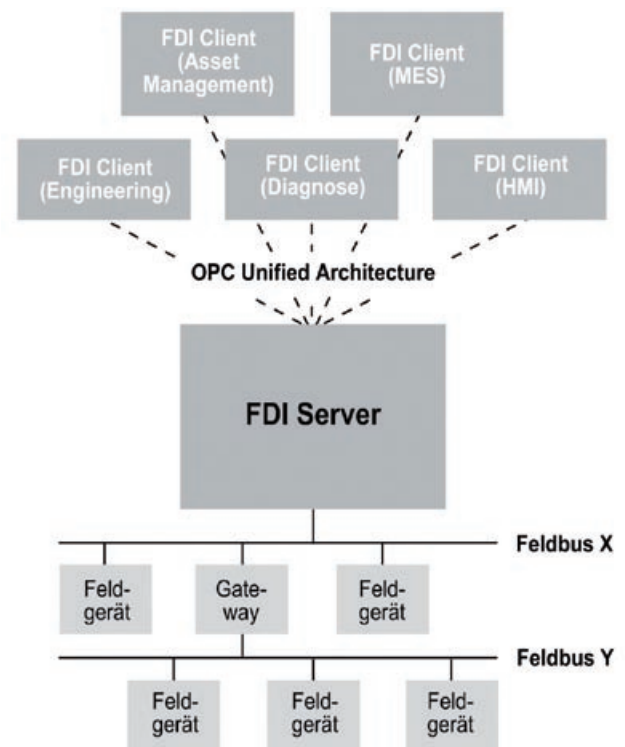 FDI Client
(Asset
Management)
FDI Client
(MES)
FDI Client
(Engineering)
FDI Client
(Diagnose)
FDI Client
(HMI)
OPC Unified Architecture
FDI Server
Feldbus X
Feld-
gerät
Gate-
way
Feld-
gerät
Feldbus Y
Feld-
gerät
Feld-
gerät
Feld-
gerät